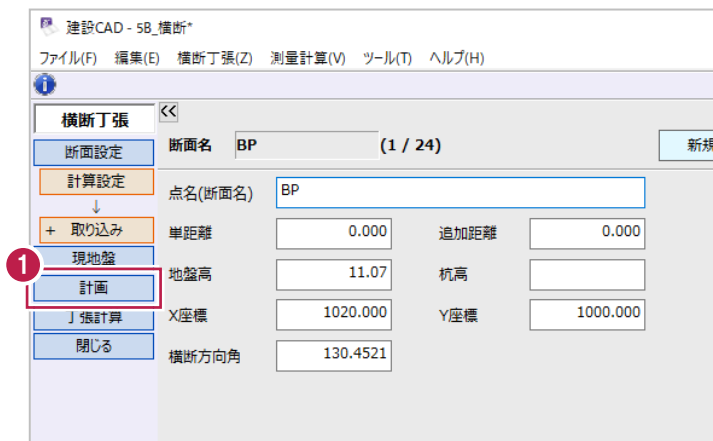 建設CAD - 5B_横断*
ファイル(F) 編集(E) 横断丁張(Z) 測量計算(V) ツール(T) ヘルプ(H)
横断丁張
<<
断面設定
断面名 BP (1 / 24)
新規
計算設定
点名(断面名) BP
↓
+ 取り込み
単距離 0.000 追加距離 0.000
現地盤
1
地盤高 11.07 杭高
計画
丁張計算
X座標 1020.000 Y座標 1000.000
閉じる
横断方向角 130.4521